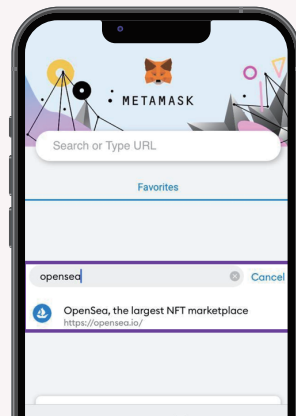 METAMASK
Search or Type URL
Favorites
opensea
Cancel
OpenSea, the largest NFT marketplace
https://opensea.io/